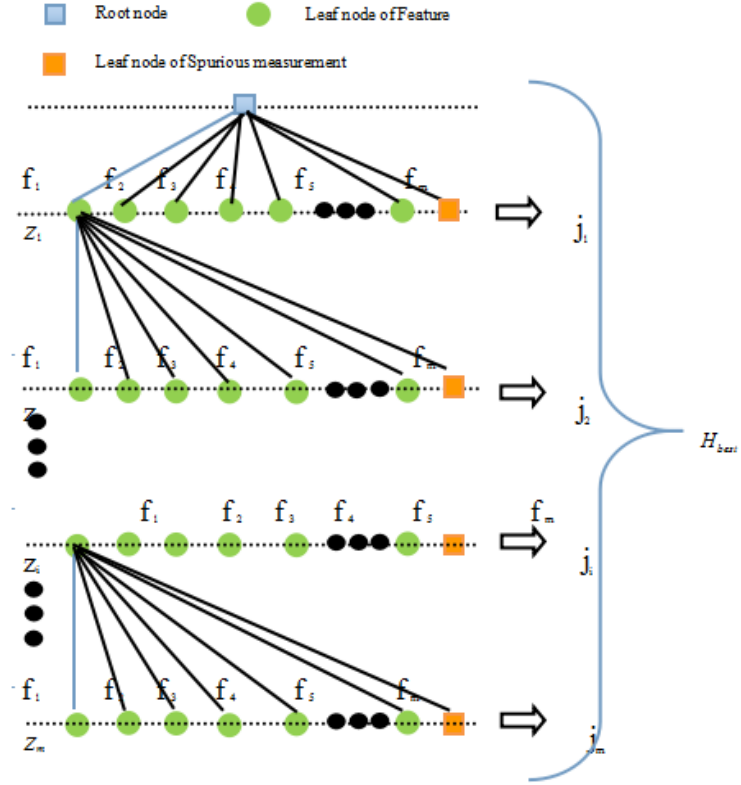 Root node
Leaf node of Feature
Leaf node of Spurious measurement
f₁ f₂ f₃ f₄ f₅ fₘ
z₁ j₁
f₁ f₂ f₃ f₄ f₅ fₘ
z j₂
H_best
f₁ f₂ f₃ f₄ f₅ fₘ
zᵢ jᵢ
f₁ f₂ f₃ f₄ f₅ fₘ
zₘ jₘ